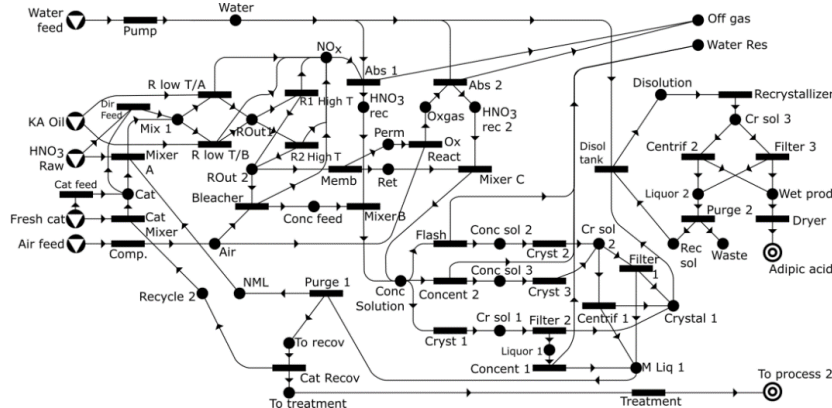 Water
feed
Pump
Water
Off gas
Water Res
NOx
Abs 1
Abs 2
R low T/A
Dir
Feed
R1 High T
HNO3
rec
Oxgas
HNO3
rec 2
Disolution
Recrystallizer
KA Oil
Mix 1
ROut1
Cr sol 3
HNO3
Raw
Mixer
A
R low T/B
R2 High T
Perm
Ox
React
Disol
tank
Centrif 2
Filter 3
Cat feed
Cat
ROut 2
Memb
Ret
Mixer C
Liquor 2
Wet prod
Bleacher
Fresh cat
Cat
Mixer
Conc feed
MixerB
Purge 2
Dryer
Air feed
Comp.
Air
Flash
Conc sol 2
Cryst 2
Cr sol
2
Rec
sol
Waste
Adipic acid
Filter
1
Recycle 2
NML
Purge 1
Conc
Solution
Concent 2
Conc sol 3
Cryst 3
Centrif 1
Crystal 1
Cr sol 1
Filter 2
Cryst 1
To recov
Liquor 1
Cat Recov
Concent 1
M Liq 1
To treatment
Treatment
To process 2